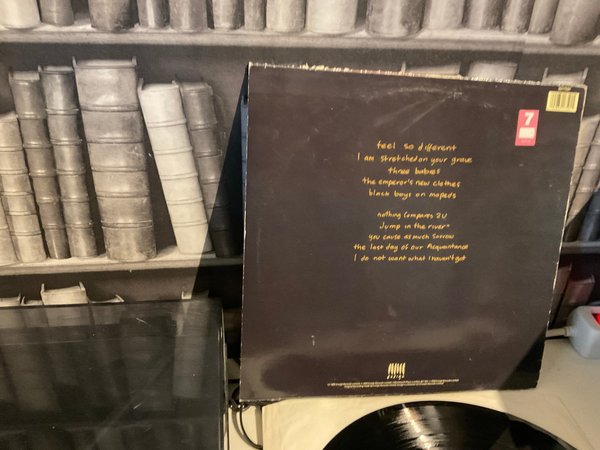 7
feel so different
I am stretched on your grave
three babies
the emperor's new clothes
black boys on mopeds
nothing compares 2U
Jump in the river
you cause as much sorrow
the last day of our Acquaintance
I do not want what I haven't got